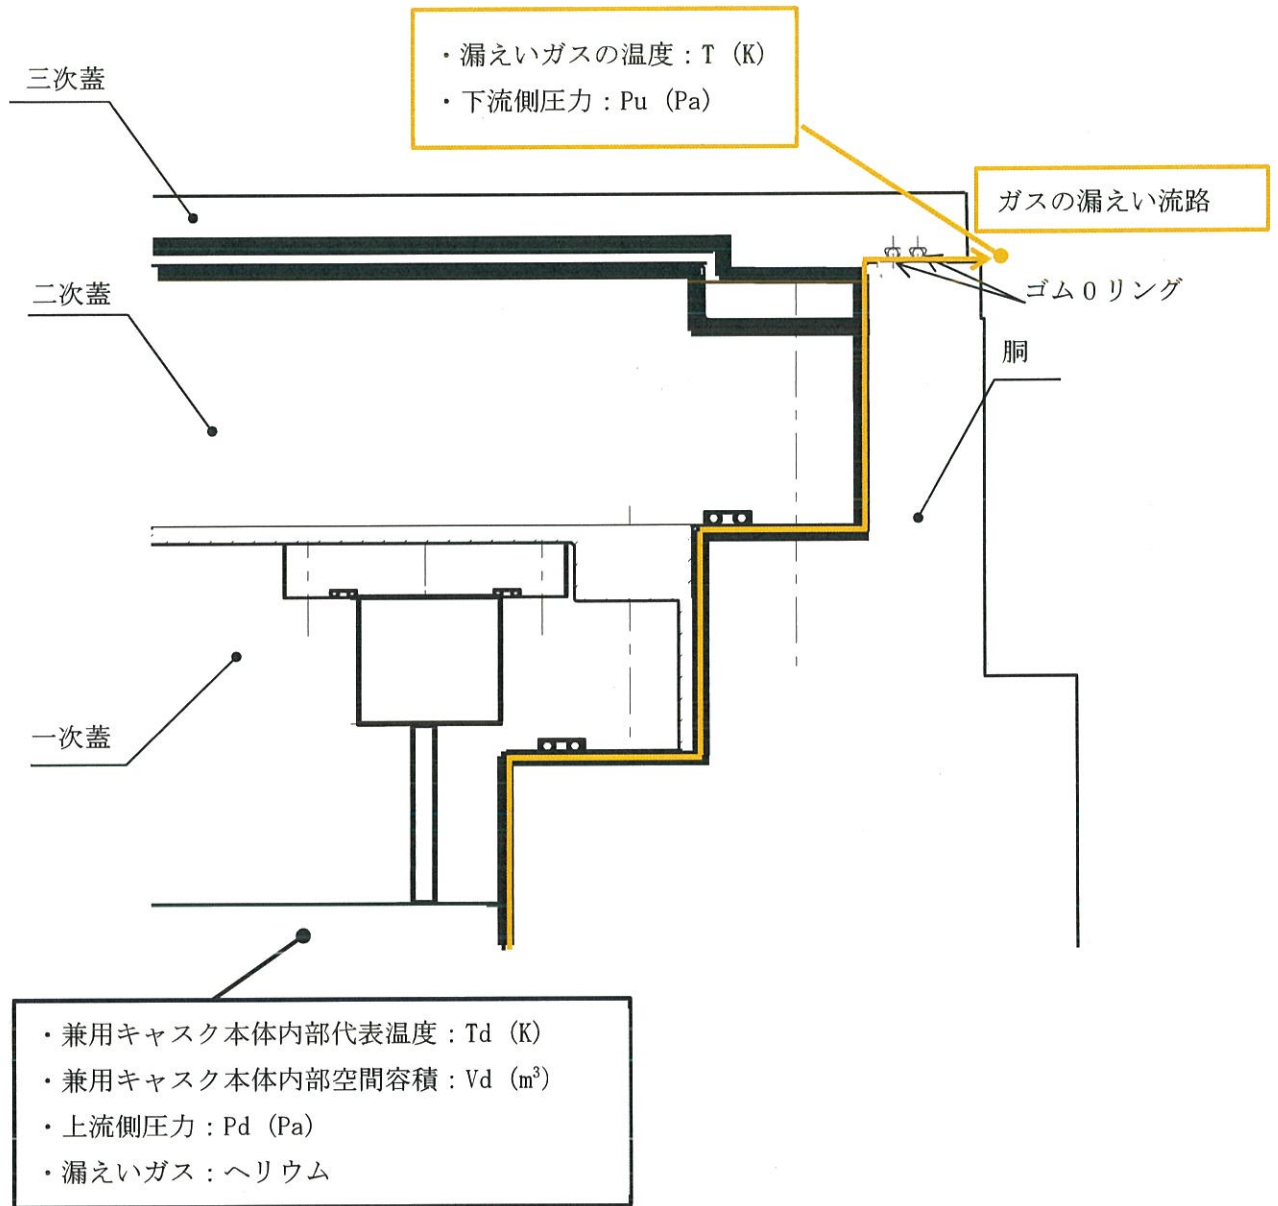 ・漏えいガスの温度：T (K)
・下流側圧力：Pu (Pa)
三次蓋
ガスの漏えい流路
ゴムOリング
二次蓋
胴
一次蓋
・兼用キャスク本体内部代表温度：Td (K)
・兼用キャスク本体内部空間容積：Vd (m³)
・上流側圧力：Pd (Pa)
・漏えいガス：ヘリウム